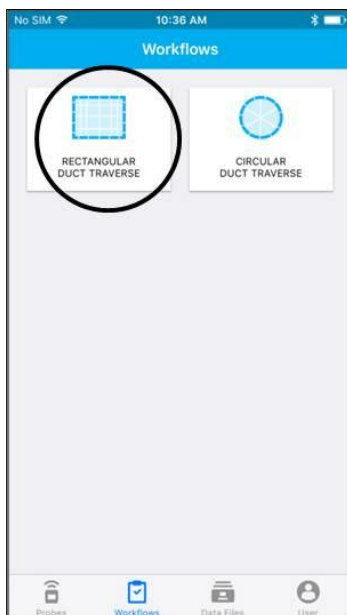 No SIM 10:36 AM
Workflows
RECTANGULAR
DUCT TRAVERSE
CIRCULAR
DUCT TRAVERSE
Probes Workflows Data Files User